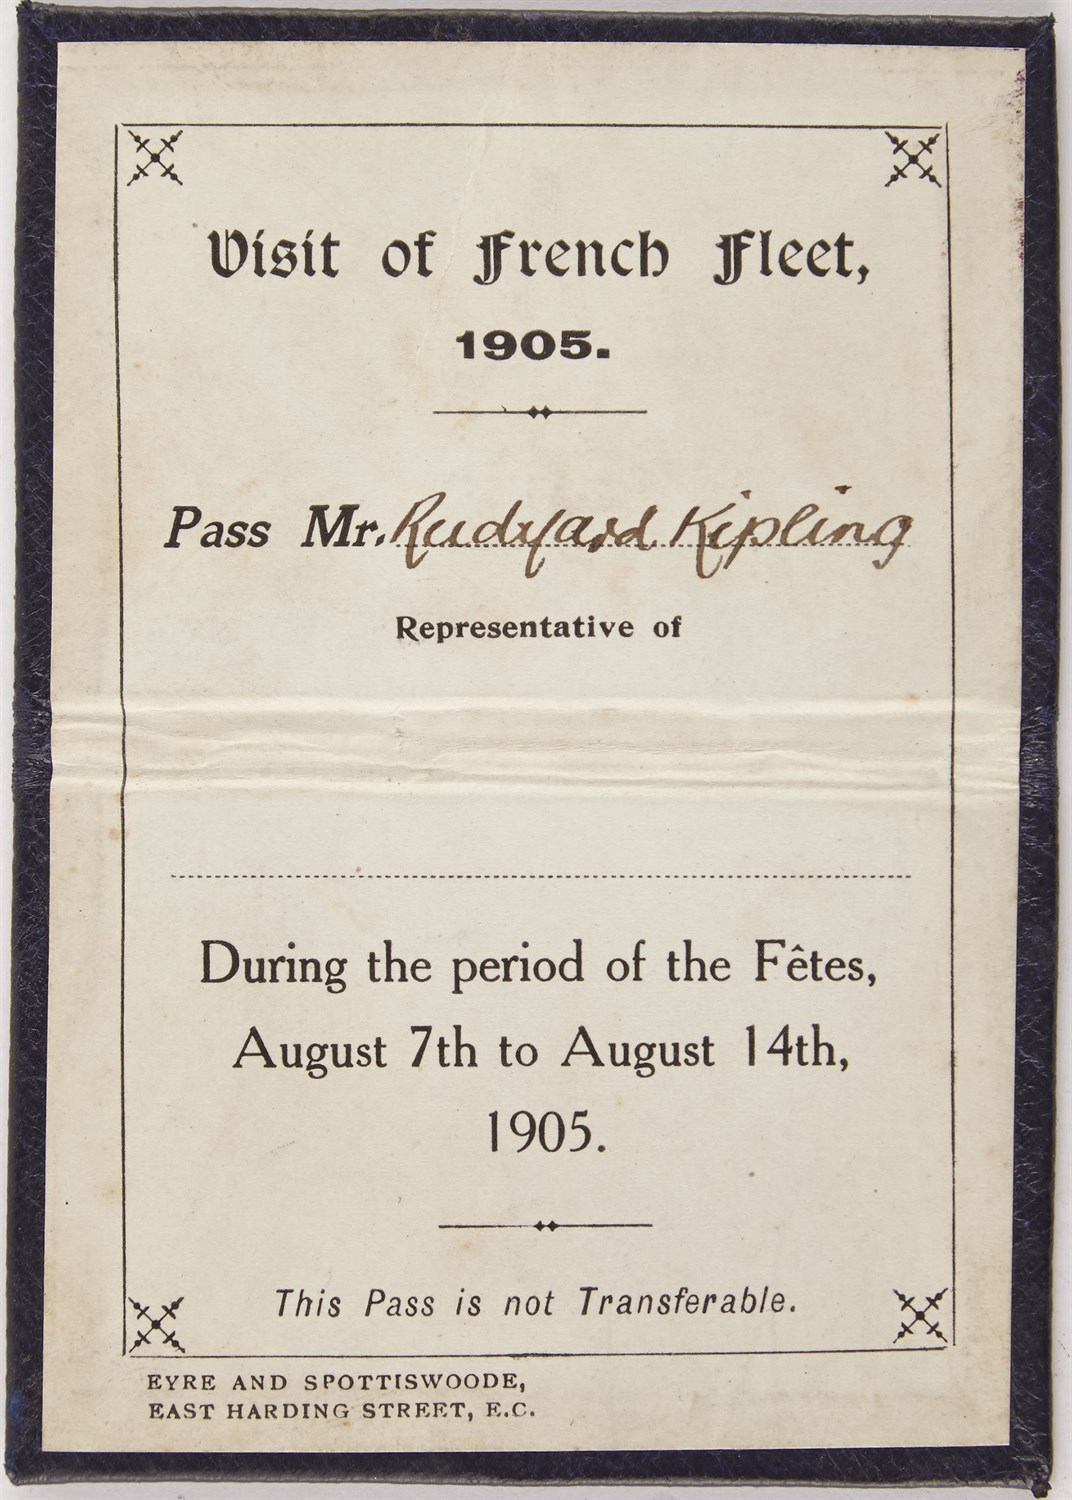 Visit of French Fleet,
1905.
Pass Mr. Rudyard Kipling
Representative of
During the period of the Fêtes,
August 7th to August 14th,
1905.
This Pass is not Transferable.
EYRE AND SPOTTISWOODE,
EAST HARDING STREET, E.C.